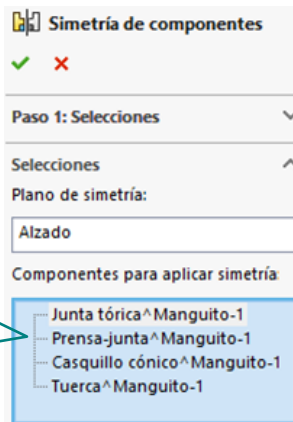 Simetría de componentes
Paso 1: Selecciones
Selecciones
Plano de simetría:
Alzado
Componentes para aplicar simetría
Junta tórica^Manguito-1
Prensa-junta^Manguito-1
Casquillo cónico^Manguito-1
Tuerca^Manguito-1